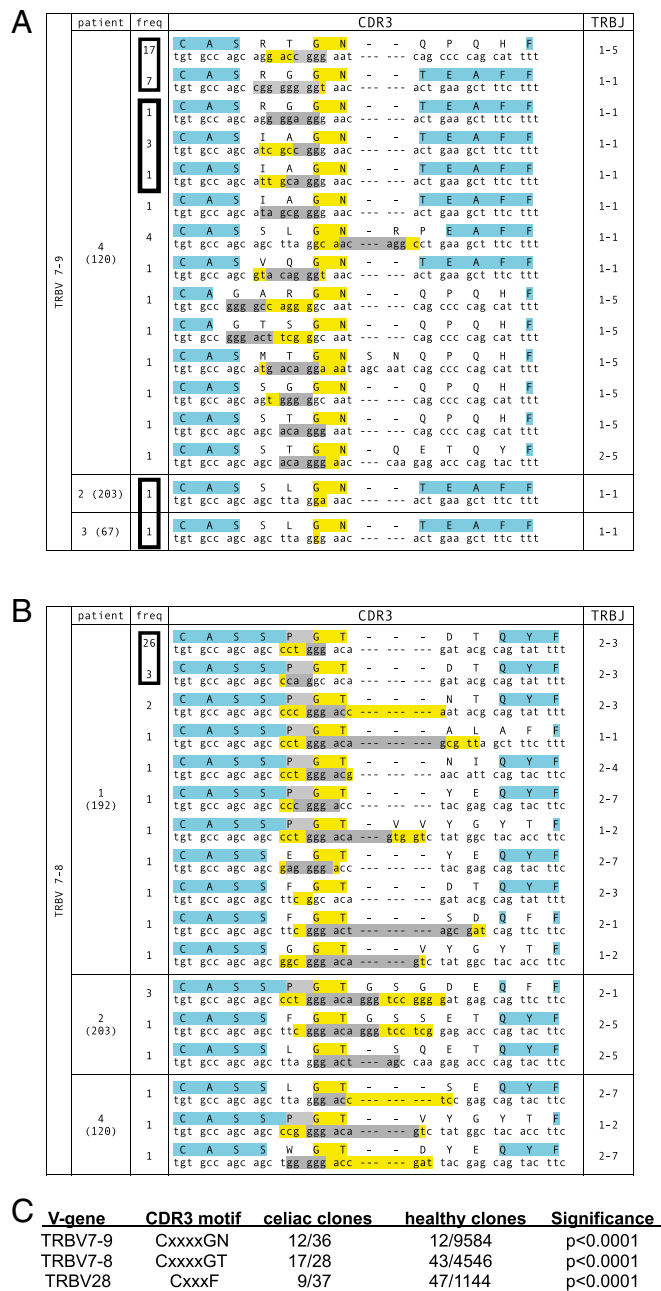 A
patient freq CDR3 TRBJ
TRBV 7-9
4
(120)
C A S R T G N - - Q P Q H F
17 tgt gcc agc agg acc ggg aat --- --- cag ccc cag cat ttt 1-5
C A S R G G N - - T E A F F
7 tgt gcc agc cgg ggg ggt aac --- --- act gaa gct ttc ttt 1-1
C A S R G G N - - T E A F F
1 tgt gcc agc agg gga ggg aac --- --- act gaa gct ttc ttt 1-1
C A S I A G N - - T E A F F
3 tgt gcc agc atc gcc ggg aac --- --- act gaa gct ttc ttt 1-1
C A S I A G N - - T E A F F
1 tgt gcc agc att gca ggg aac --- --- act gaa gct ttc ttt 1-1
C A S I A G N - - T E A F F
1 tgt gcc agc ata gcg ggg aac --- --- act gaa gct ttc ttt 1-1
C A S S L G N - R P E A F F
4 tgt gcc agc agc tta ggc aac --- agg cct gaa gct ttc ttt 1-1
C A S V Q G N - - T E A F F
1 tgt gcc agc gta cag ggt aac --- --- act gaa gct ttc ttt 1-1
C A G A R G N - - Q P Q H F
1 tgt gcc ggg gcc agg ggc aat --- --- cag ccc cag cat ttt 1-5
C A G T S G N - - Q P Q H F
1 tgt gcc ggg act tcg ggc aat --- --- cag ccc cag cat ttt 1-5
C A S M T G N S N Q P Q H F
1 tgt gcc agc atg aca gga aat agc aat cag ccc cag cat ttt 1-5
C A S S G G N - - Q P Q H F
1 tgt gcc agc agt ggg ggc aat --- --- cag ccc cag cat ttt 1-5
C A S S T G N - - Q P Q H F
1 tgt gcc agc agc aca ggg aat --- --- cag ccc cag cat ttt 1-5
C A S S T G N - Q E T Q Y F
1 tgt gcc agc agc aca ggg aac --- caa gag acc cag tac ttt 2-5
C A S S L G N - - T E A F F
2 (203) 1 tgt gcc agc agc tta gga aac --- --- act gaa gct ttc ttt 1-1
C A S S L G N - - T E A F F
3 (67) 1 tgt gcc agc agc tta ggg aac --- --- act gaa gct ttc ttt 1-1
B
patient freq CDR3 TRBJ
TRBV 7-8
1
(192)
C A S S P G T - - - D T Q Y F
26 tgt gcc agc agc cct ggg aca --- --- --- gat acg cag tat ttt 2-3
C A S S P G T - - - D T Q Y F
3 tgt gcc agc agc cca ggc aca --- --- --- gat acg cag tat ttt 2-3
C A S S P G T - - - N T Q Y F
2 tgt gcc agc agc ccc ggg acc --- --- --- aat acg cag tat ttt 2-3
C A S S P G T - - - A L A F F
1 tgt gcc agc agc cct ggg aca --- --- --- gcg tta gct ttc ttt 1-1
C A S S P G T - - - N I Q Y F
1 tgt gcc agc agc cct ggg acg --- --- --- aac att cag tac ttc 2-4
C A S S P G T - - - Y E Q Y F
1 tgt gcc agc agc ccc ggg acc --- --- --- tac gag cag tac ttc 2-7
C A S S P G T - V V Y G Y T F
1 tgt gcc agc agc cct ggg aca --- gtg gtc tat ggc tac acc ttc 1-2
C A S S E G T - - - Y E Q Y F
1 tgt gcc agc agc gag ggg acc --- --- --- tac gag cag tac ttc 2-7
C A S S F G T - - - D T Q Y F
1 tgt gcc agc agc ttc ggc aca --- --- --- gat acg cag tat ttt 2-3
C A S S F G T - - - S D Q F F
1 tgt gcc agc agc ttc ggg act --- --- --- agc gat cag ttc ttc 2-1
C A S S G G T - - V Y G Y T F
1 tgt gcc agc agc ggc ggg aca --- --- gtc tat ggc tac acc ttc 1-2
2
(203)
C A S S P G T G S G D E Q F F
3 tgt gcc agc agc cct ggg aca ggg tcc ggg gat gag cag ttc ttc 2-1
C A S S F G T G S S E T Q Y F
1 tgt gcc agc agc ttc ggg aca ggg tcc tcg gag acc cag tac ttc 2-5
C A S S L G T - S Q E T Q Y F
1 tgt gcc agc agc tta ggg act --- agc caa gag acc cag tac ttc 2-5
4
(120)
C A S S L G T - - - S E Q Y F
1 tgt gcc agc agc tta ggg acc --- --- --- tcc gag cag tac ttc 2-7
C A S S P G T - - V Y G Y T F
1 tgt gcc agc agc ccg ggg aca --- --- gtc tat ggc tac acc ttc 1-2
C A S S W G T - - D Y E Q Y F
1 tgt gcc agc agc tgg ggg acc --- --- gat tac gag cag tac ttc 2-7
C
V-gene CDR3 motif celiac clones healthy clones Significance
TRBV7-9 CxxxxGN 12/36 12/9584 p<0.0001
TRBV7-8 CxxxxGT 17/28 43/4546 p<0.0001
TRBV28 CxxxF 9/37 47/1144 p<0.0001